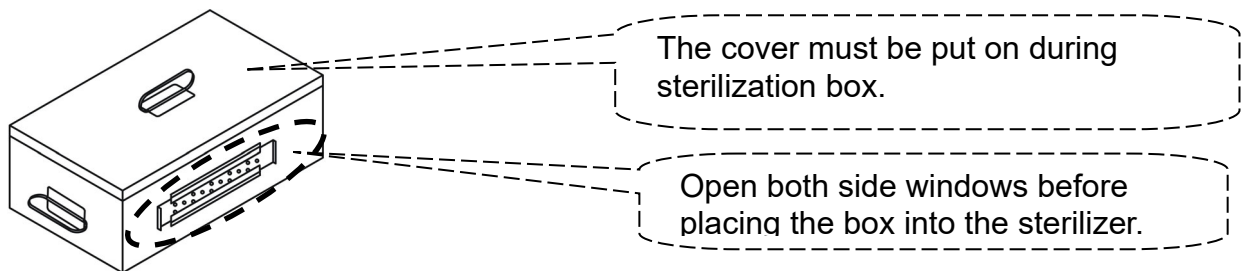 The cover must be put on during
sterilization box.
Open both side windows before
placing the box into the sterilizer.